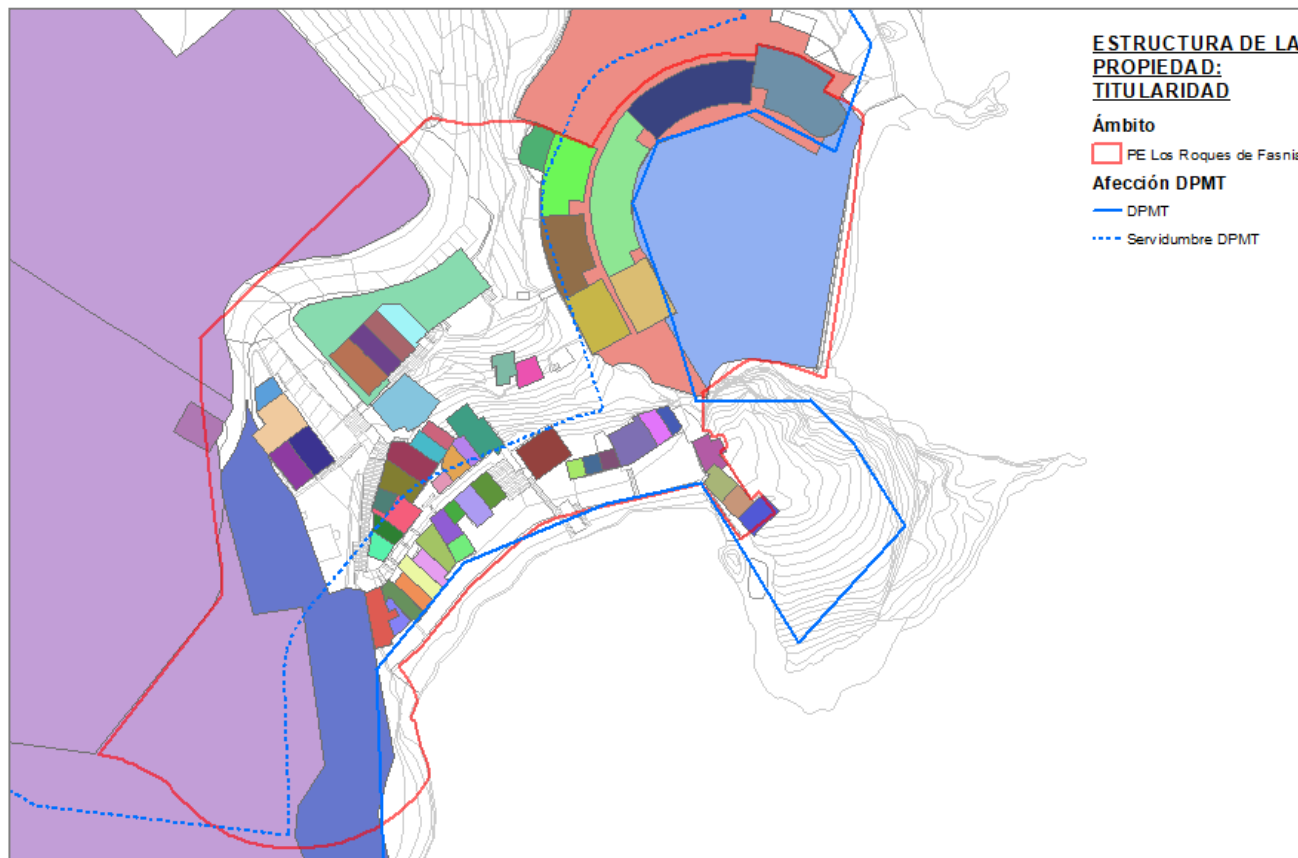 ESTRUCTURA DE LA
PROPIEDAD:
TITULARIDAD
Ámbito
PE Los Roques de Fasnia
Afección DPMT
DPMT
Servidumbre DPMT